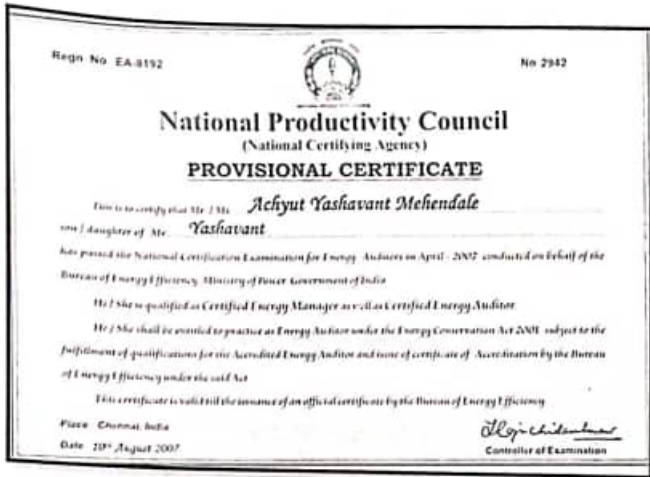 Regn No EA-8192
No 2942
National Productivity Council
(National Certifying Agency)
PROVISIONAL CERTIFICATE
This is to certify that Mr / Ms Achyut Yashavant Mehendale
son / daughter of Mr Yashavant
has passed the National Certification Examination for Energy Auditors in April - 2007 conducted on behalf of the
Bureau of Energy Efficiency, Ministry of Power Government of India
He / She is qualified as Certified Energy Manager as well as Certified Energy Auditor
He / She shall be entitled to practice as Energy Auditor under the Energy Conservation Act 2001 subject to the
fulfillment of qualifications for the Accredited Energy Auditor and issue of certificate of Accreditation by the Bureau
of Energy Efficiency under the said Act
This certificate is valid till the issuance of an official certificate by the Bureau of Energy Efficiency
Place Chennai, India
Date 10th August 2007
Controller of Examination